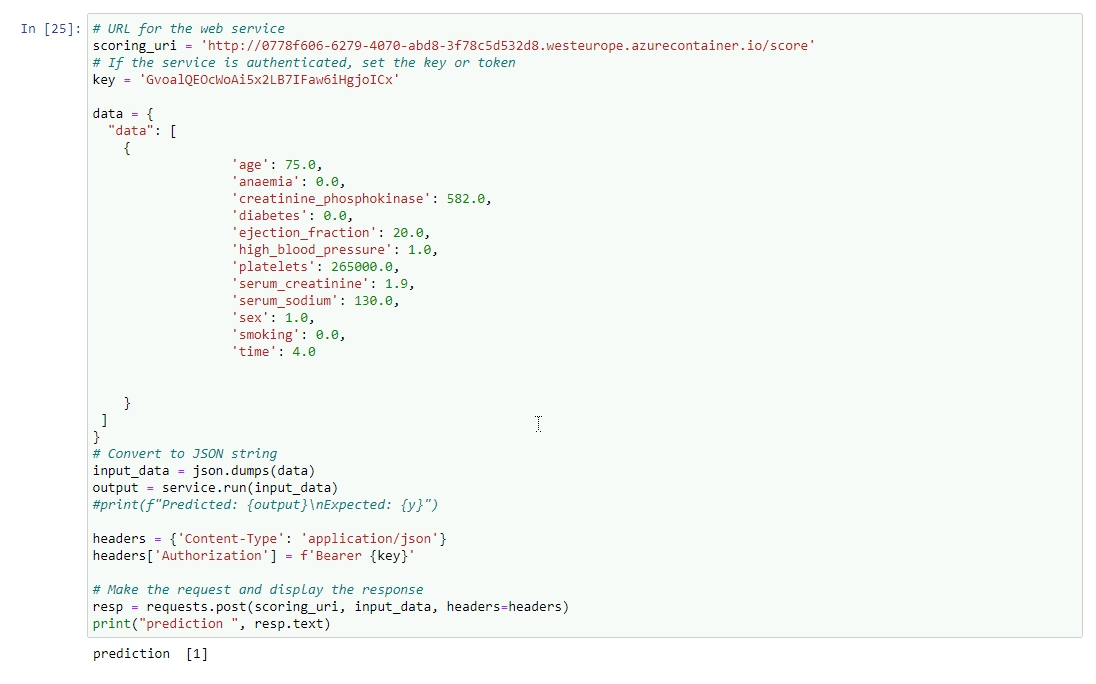 In [25]: # URL for the web service
scoring_uri = 'http://0778f606-6279-4070-abd8-3f78c5d532d8.westeurope.azurecontainer.io/score'
# If the service is authenticated, set the key or token
key = 'GvoalQEOcWoAi5x2LB7IFaw6iHgjoICx'
data = {
"data": [
{
'age': 75.0,
'anaemia': 0.0,
'creatinine_phosphokinase': 582.0,
'diabetes': 0.0,
'ejection_fraction': 20.0,
'high_blood_pressure': 1.0,
'platelets': 265000.0,
'serum_creatinine': 1.9,
'serum_sodium': 130.0,
'sex': 1.0,
'smoking': 0.0,
'time': 4.0
}
]
}
# Convert to JSON string
input_data = json.dumps(data)
output = service.run(input_data)
#print(f"Predicted: {output}\nExpected: {y}")
headers = {'Content-Type': 'application/json'}
headers['Authorization'] = f'Bearer {key}'
# Make the request and display the response
resp = requests.post(scoring_uri, input_data, headers=headers)
print("prediction ", resp.text)
prediction  [1]